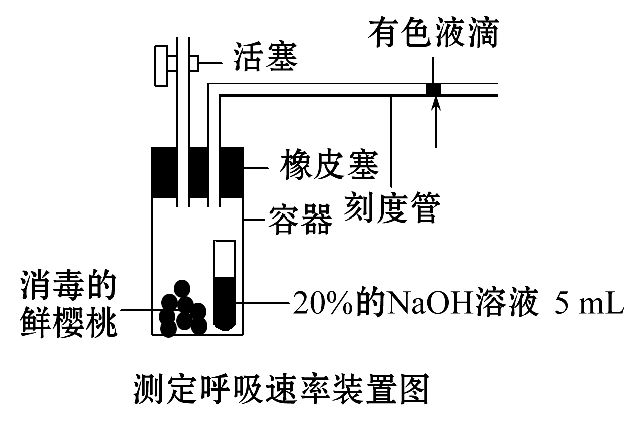 有色液滴
活塞
橡皮塞
容器
刻度管
消毒的
鲜樱桃
20%的NaOH溶液 5 mL
测定呼吸速率装置图